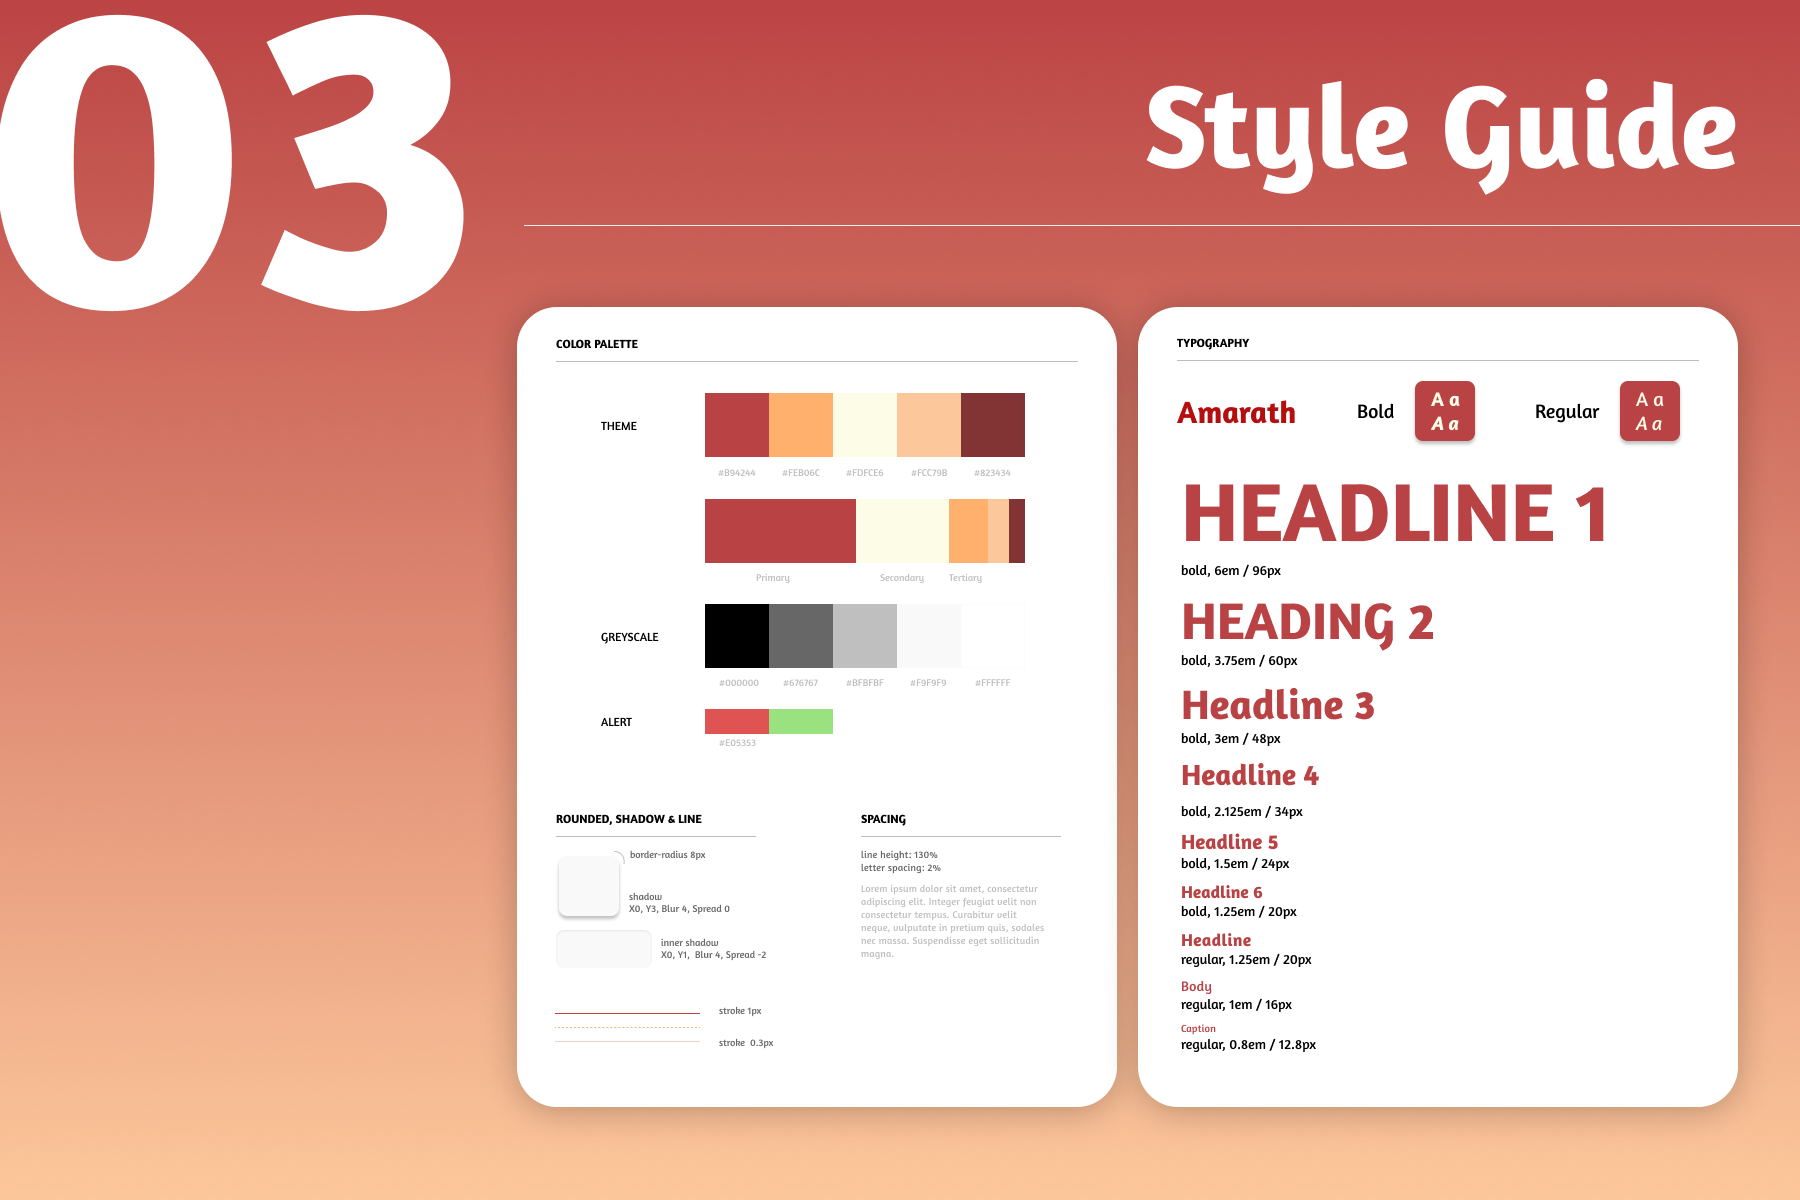 03
Style Guide
COLOR PALETTE
THEME
#B94244 #FEB06C #FDFCE6 #FCC79B #823434
Primary Secondary Tertiary
GREYSCALE
#000000 #676767 #BFBFBF #F9F9F9 #FFFFFF
ALERT
#E05353
ROUNDED, SHADOW & LINE
border-radius 8px
shadow
X0, Y3, Blur 4, Spread 0
inner shadow
X0, Y1, Blur 4, Spread -2
stroke 1px
stroke 0.3px
SPACING
line height: 130%
letter spacing: 2%
Lorem ipsum dolor sit amet, consectetur
adipiscing elit. Integer feugiat velit non
consectetur tempus. Curabitur velit
neque, vulputate in pretium quis, sodales
nec massa. Suspendisse eget sollicitudin
magna.
TYPOGRAPHY
Amarath
Bold
A a
A a
Regular
A a
A a
HEADLINE 1
bold, 6em / 96px
HEADING 2
bold, 3.75em / 60px
Headline 3
bold, 3em / 48px
Headline 4
bold, 2.125em / 34px
Headline 5
bold, 1.5em / 24px
Headline 6
bold, 1.25em / 20px
Headline
regular, 1.25em / 20px
Body
regular, 1em / 16px
Caption
regular, 0.8em / 12.8px